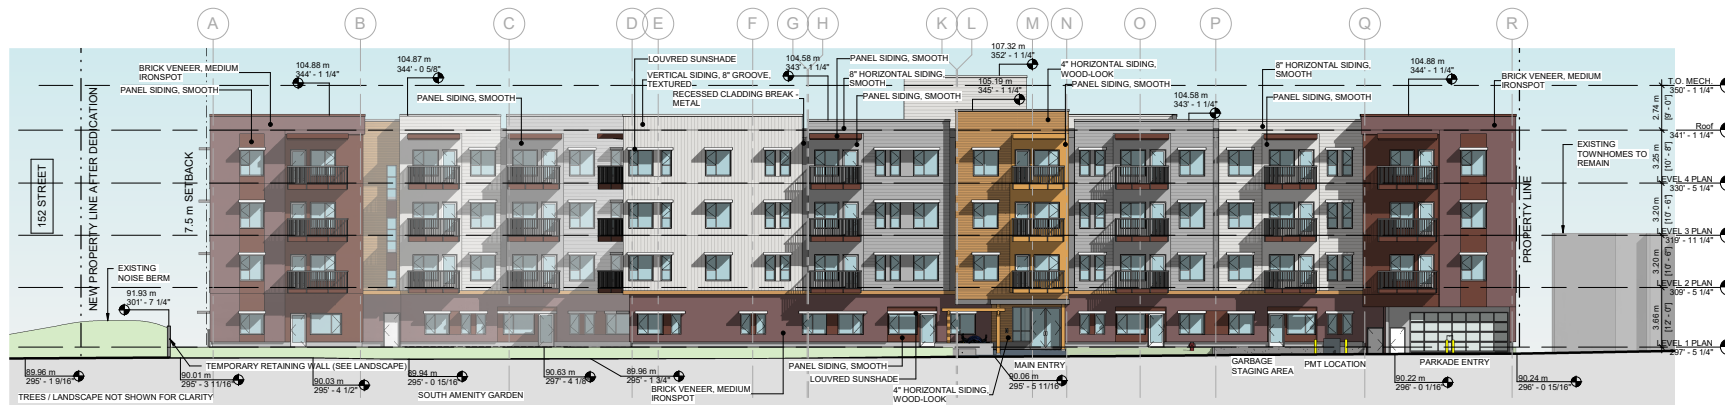 A B C D E F G H K L M N O P Q R
BRICK VENEER, MEDIUM
IRONSPOT
PANEL SIDING, SMOOTH
104.88 m
344' - 1 1/4"
104.87 m
344' - 0 5/8"
PANEL SIDING, SMOOTH
LOUVRED SUNSHADE
VERTICAL SIDING, 8" GROOVE,
TEXTURED
RECESSED CLADDING BREAK -
METAL
104.58 m
343' - 1 1/4"
PANEL SIDING, SMOOTH
8" HORIZONTAL SIDING,
SMOOTH
PANEL SIDING, SMOOTH
107.32 m
352' - 1 1/4"
105.19 m
345' - 1 1/4"
4" HORIZONTAL SIDING,
WOOD-LOOK
PANEL SIDING, SMOOTH
104.58 m
343' - 1 1/4"
8" HORIZONTAL SIDING,
SMOOTH
PANEL SIDING, SMOOTH
104.88 m
344' - 1 1/4"
BRICK VENEER, MEDIUM
IRONSPOT
EXISTING
TOWNHOMES TO
REMAIN
T.O. MECH.
350' - 1 1/4"
2.74 m
[9' - 0"]
Roof
341' - 1 1/4"
3.25 m
[10' - 8"]
LEVEL 4 PLAN
330' - 5 1/4"
3.20 m
[10' - 6"]
LEVEL 3 PLAN
319' - 11 1/4"
3.20 m
[10' - 6"]
LEVEL 2 PLAN
309' - 5 1/4"
3.66 m
[12' - 0"]
LEVEL 1 PLAN
297' - 5 1/4"
152 STREET
NEW PROPERTY LINE AFTER DEDICATION
7.5 m SETBACK
PROPERTY LINE
EXISTING
NOISE BERM
91.93 m
301' - 7 1/4"
89.96 m
295' - 1 9/16"
TEMPORARY RETAINING WALL (SEE LANDSCAPE)
90.01 m
295' - 3 11/16"
90.03 m
295' - 4 1/2"
89.94 m
295' - 0 15/16"
SOUTH AMENITY GARDEN
90.63 m
297' - 4 1/8"
89.96 m
295' - 1 3/4"
BRICK VENEER, MEDIUM
IRONSPOT
PANEL SIDING, SMOOTH
LOUVRED SUNSHADE
4" HORIZONTAL SIDING,
WOOD-LOOK
MAIN ENTRY
90.06 m
295' - 5 11/16"
GARBAGE
STAGING AREA
PMT LOCATION
PARKADE ENTRY
90.22 m
296' - 0 1/16"
90.24 m
296' - 0 15/16"
TREES / LANDSCAPE NOT SHOWN FOR CLARITY